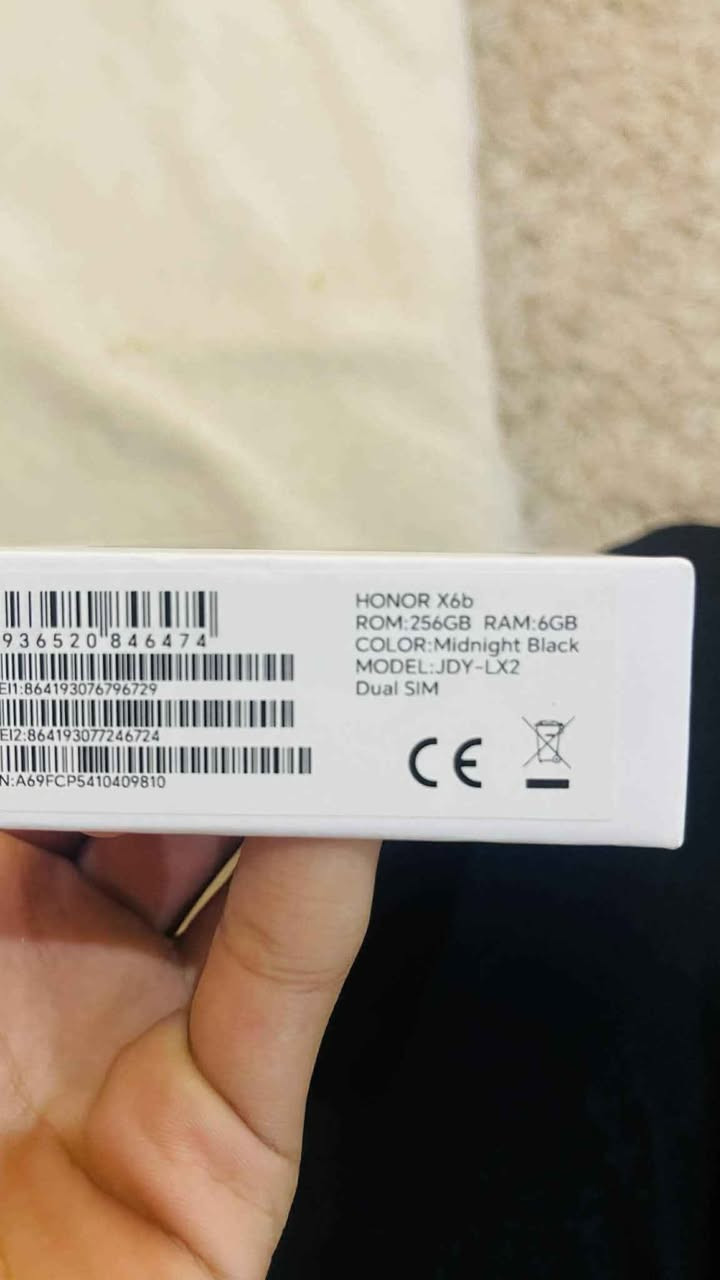 936520 846474
EI1:864193076796729
EI2:864193077246724
N:A69FCP5410409810
HONOR X6b
ROM:256GB RAM:6GB
COLOR:Midnight Black
MODEL:JDY-LX2
Dual SIM
CE